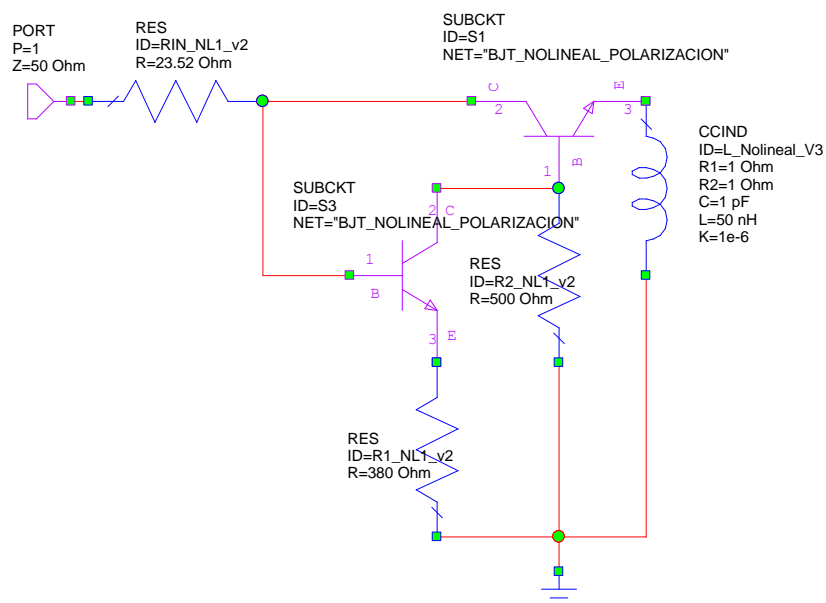 PORT
P=1
Z=50 Ohm
RES
ID=RIN_NL1_v2
R=23.52 Ohm
SUBCKT
ID=S1
NET="BJT_NOLINEAL_POLARIZACION"
C
2
E
3
1
B
CCIND
ID=L_Nolineal_V3
R1=1 Ohm
R2=1 Ohm
C=1 pF
L=50 nH
K=1e-6
SUBCKT
ID=S3
NET="BJT_NOLINEAL_POLARIZACION"
2
C
1
B
3
E
RES
ID=R2_NL1_v2
R=500 Ohm
RES
ID=R1_NL1_v2
R=380 Ohm